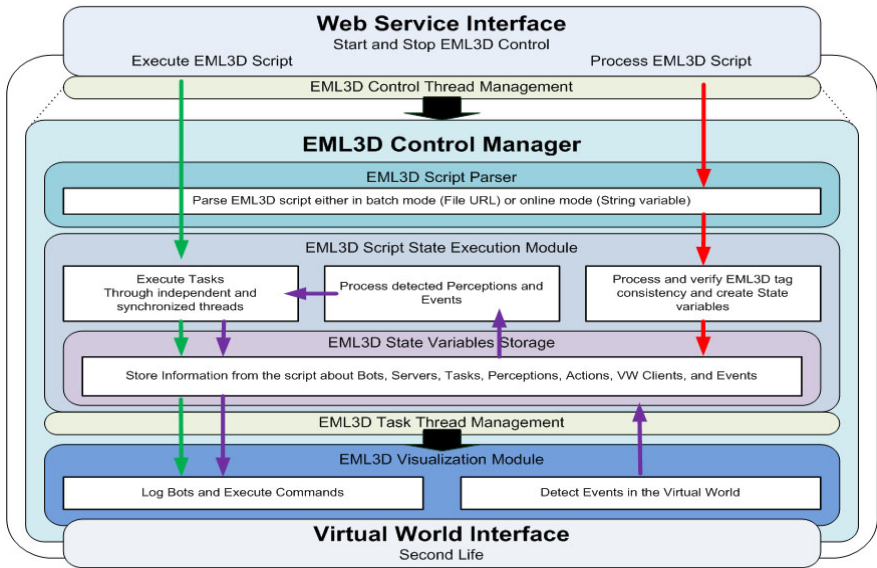 Web Service Interface
Start and Stop EML3D Control
Execute EML3D Script
Process EML3D Script
EML3D Control Thread Management
EML3D Control Manager
EML3D Script Parser
Parse EML3D script either in batch mode (File URL) or online mode (String variable)
EML3D Script State Execution Module
Execute Tasks
Through independent and
synchronized threads
Process detected Perceptions and
Events
Process and verify EML3D tag
consistency and create State
variables
EML3D State Variables Storage
Store Information from the script about Bots, Servers, Tasks, Perceptions, Actions, VW Clients, and Events
EML3D Task Thread Management
EML3D Visualization Module
Log Bots and Execute Commands
Detect Events in the Virtual World
Virtual World Interface
Second Life